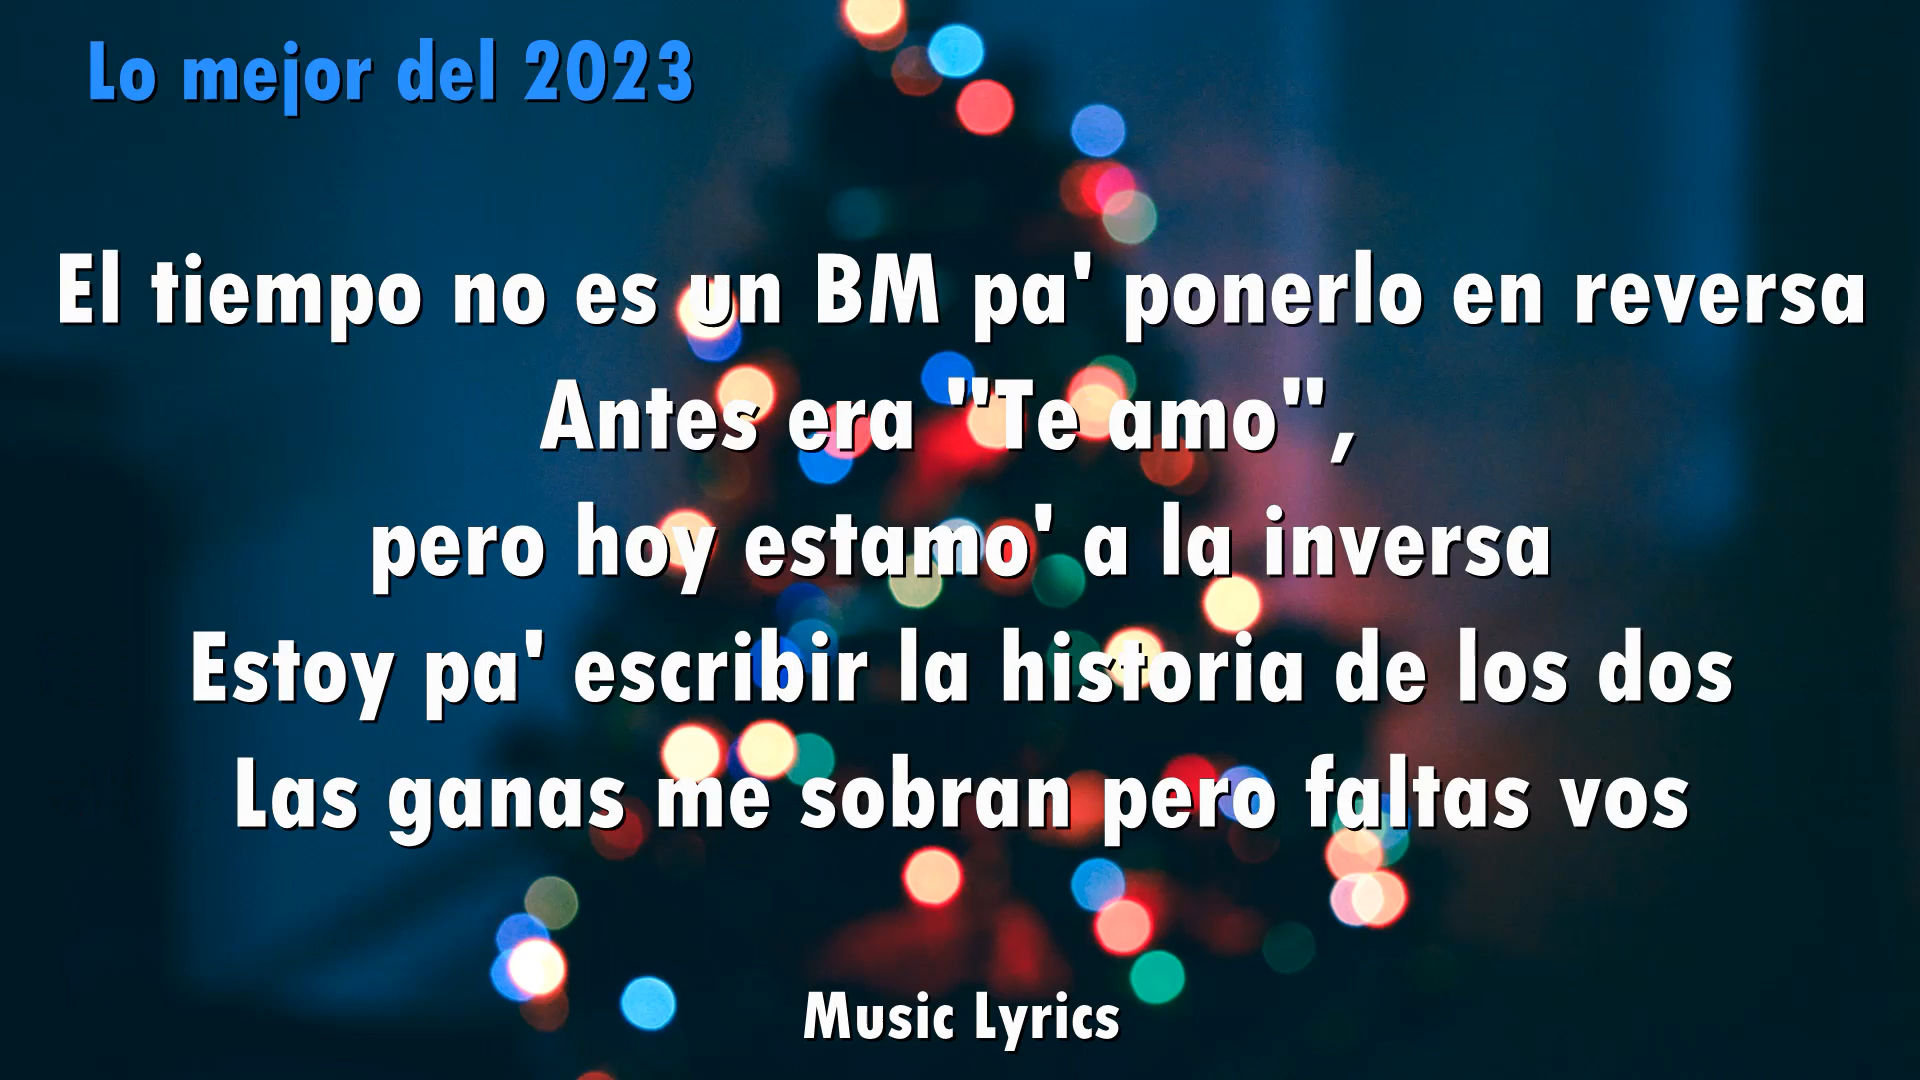 Lo mejor del 2023
El tiempo no es un BM pa' ponerlo en reversa
Antes era "Te amo",
pero hoy estamo' a la inversa
Estoy pa' escribir la historia de los dos
Las ganas me sobran pero faltas vos
Music Lyrics